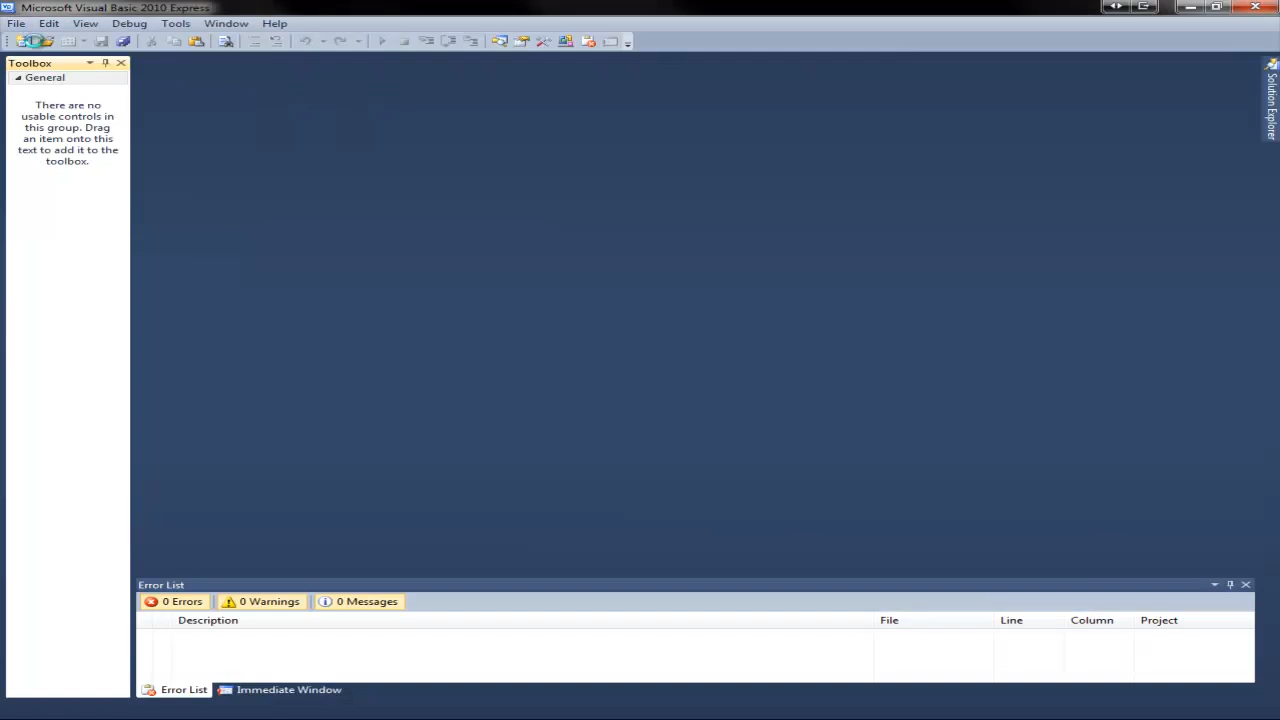 Microsoft Visual Basic 2010 Express
File Edit View Debug Tools Window Help
Toolbox
General
There are no
usable controls in
this group. Drag
an item onto this
text to add it to the
toolbox.
Solution Explorer
Error List
0 Errors 0 Warnings 0 Messages
Description File Line Column Project
Error List Immediate Window